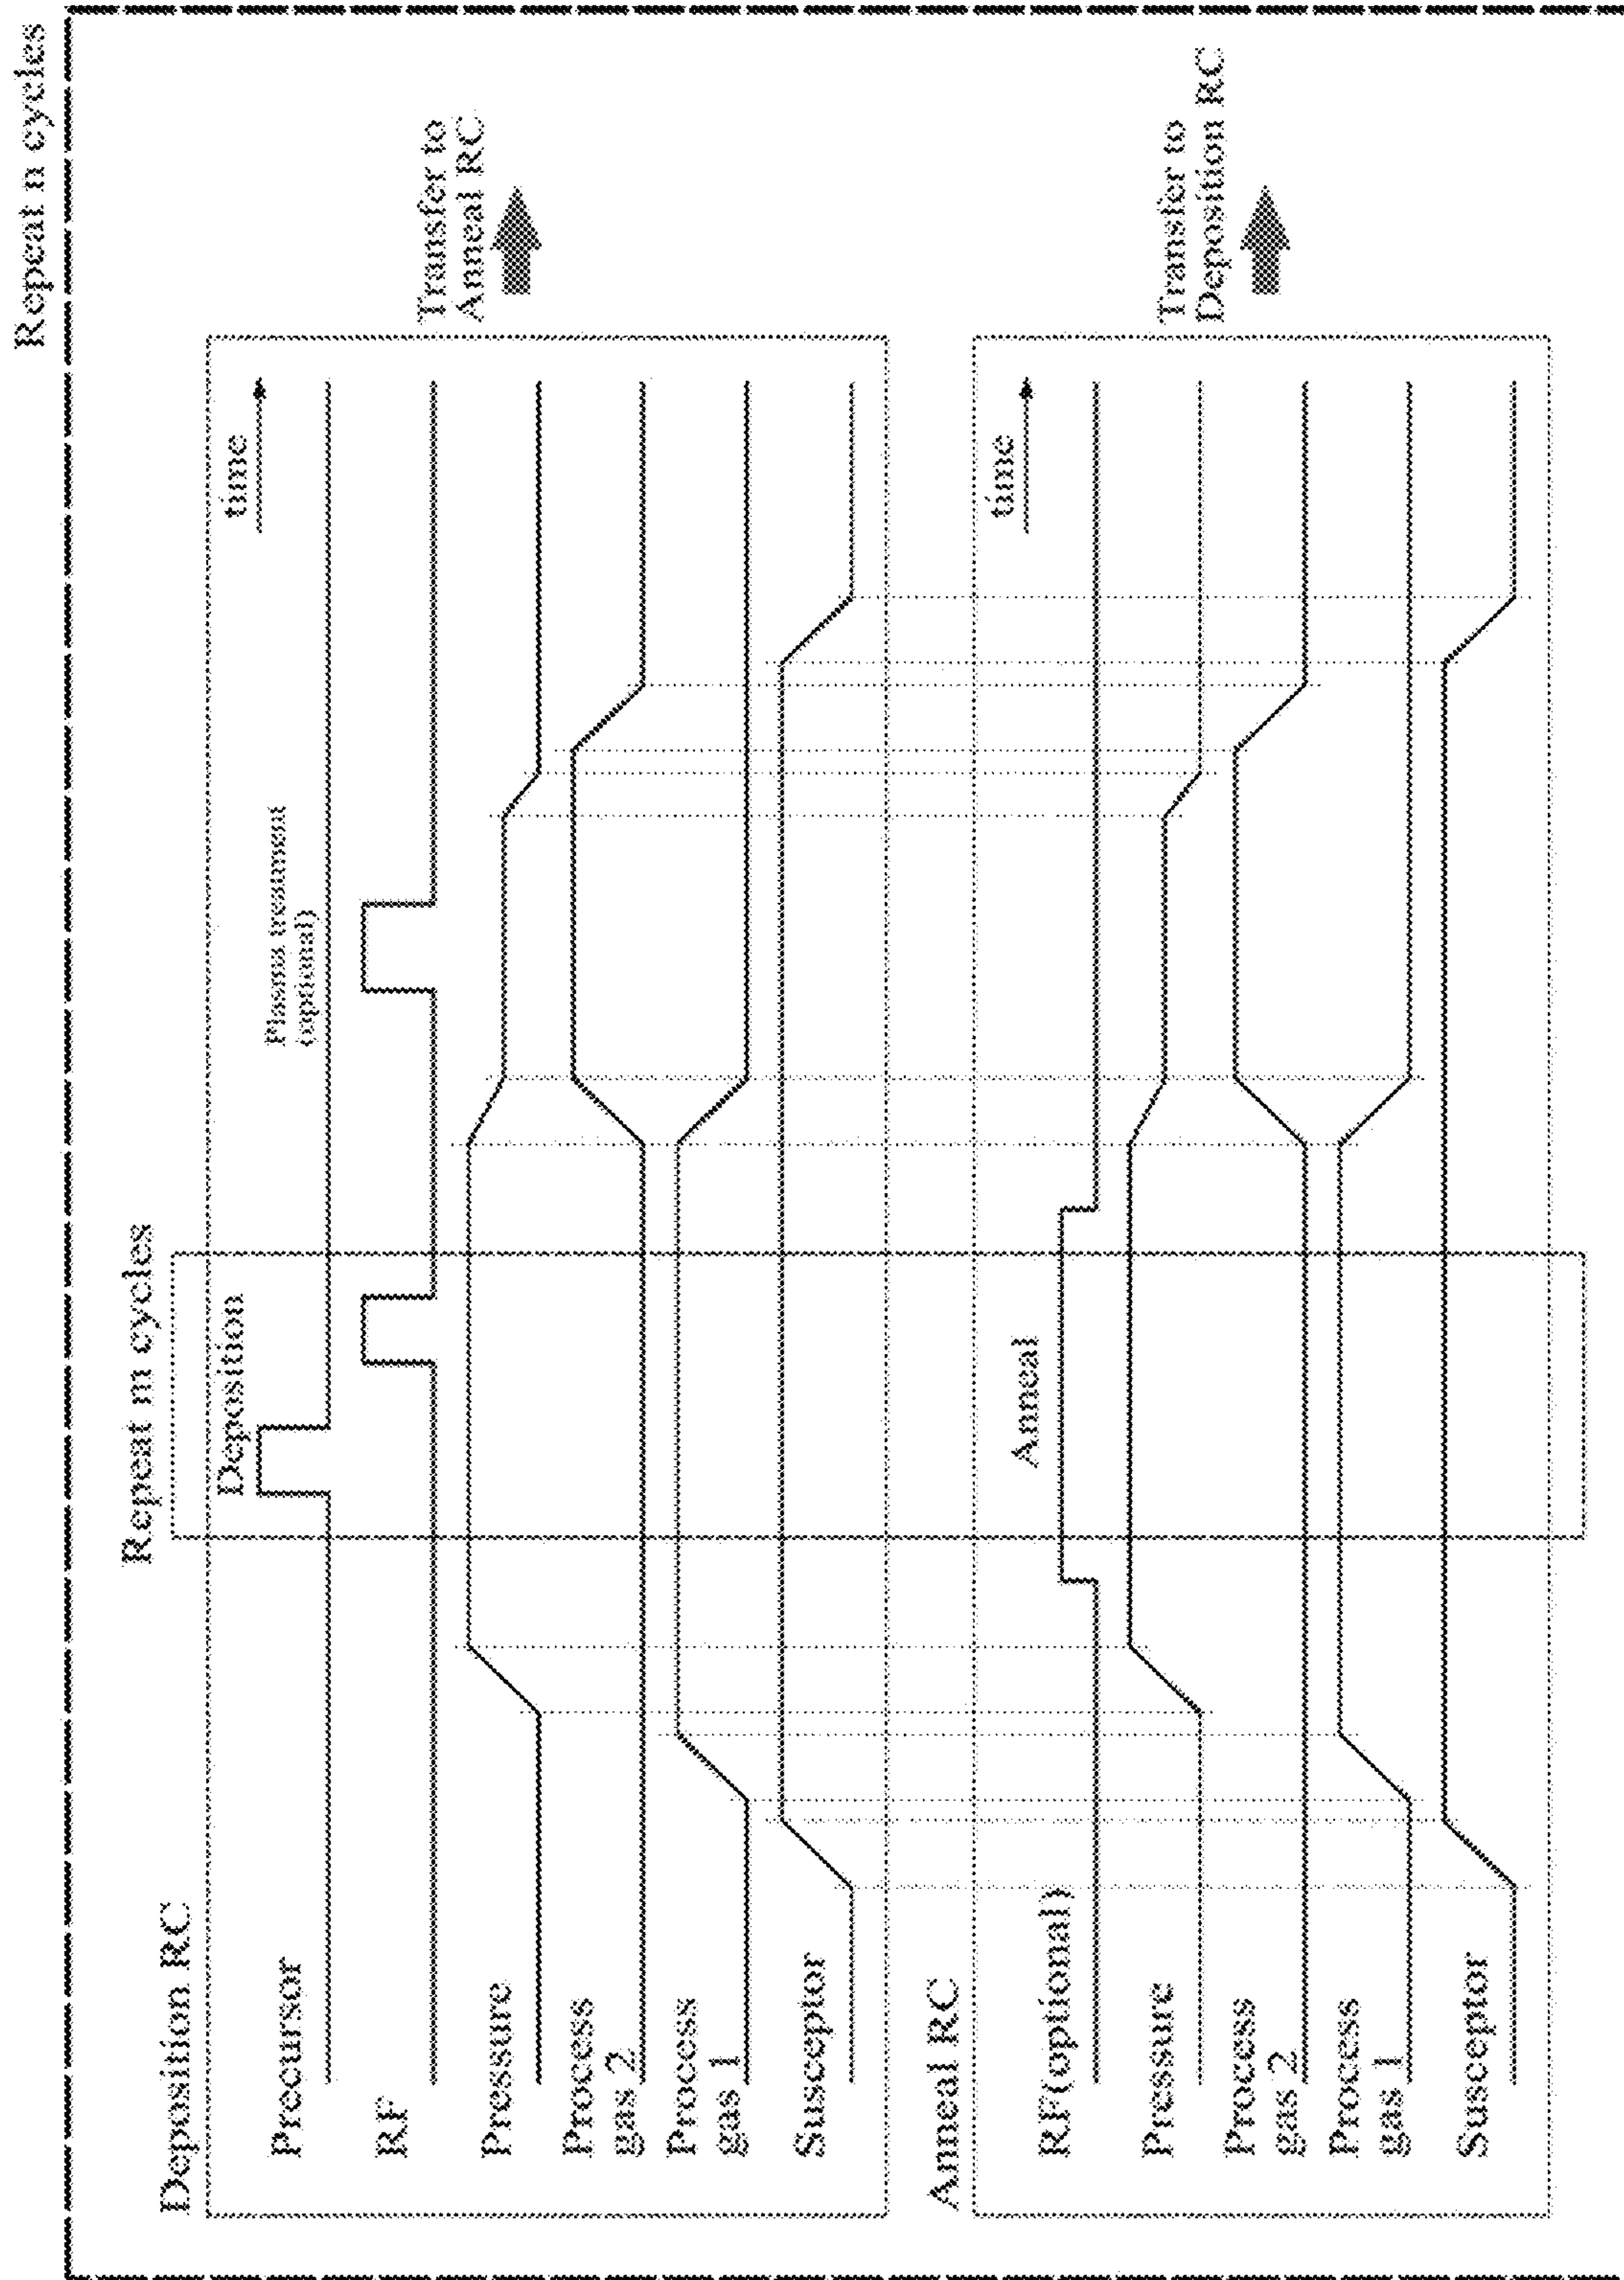 Repeat n cycles
Repeat m cycles
Deposition RC
time
Deposition
Plasma treatment
(optional)
Precursor
RF
Pressure
Process
gas 2
Process
gas 1
Susceptor
Transfer to
Anneal RC
Anneal RC
time
Anneal
RF(optional)
Pressure
Process
gas 2
Process
gas 1
Susceptor
Transfer to
Deposition RC